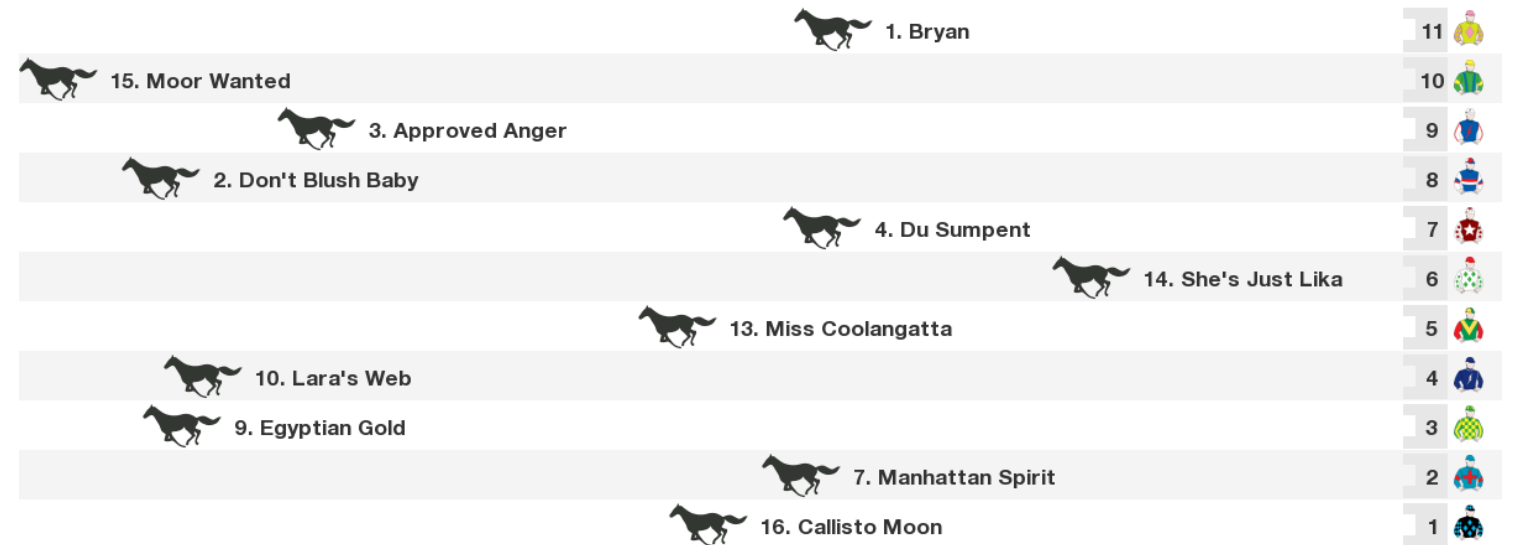 1. Bryan 11
15. Moor Wanted 10
3. Approved Anger 9
2. Don't Blush Baby 8
4. Du Sumpent 7
14. She's Just Lika 6
13. Miss Coolangatta 5
10. Lara's Web 4
9. Egyptian Gold 3
7. Manhattan Spirit 2
16. Callisto Moon 1